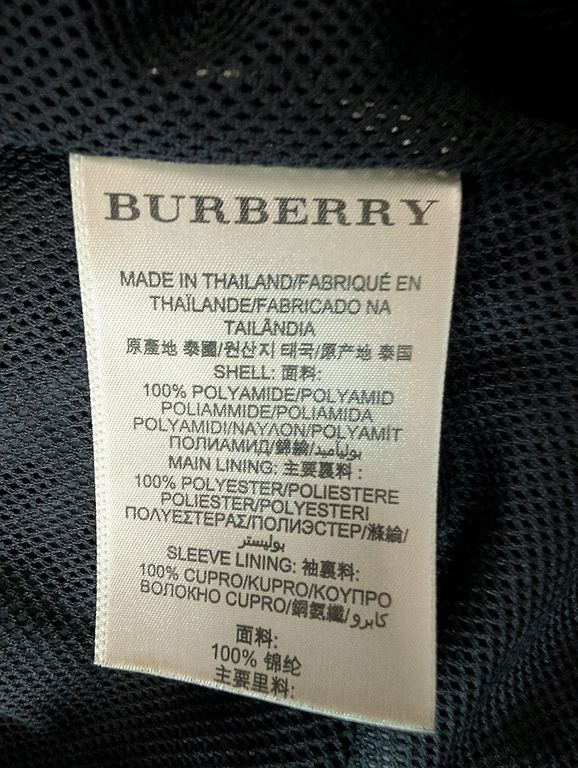 BURBERRY
MADE IN THAILAND/FABRIQUÉ EN
THAÏLANDE/FABRICADO NA
TAILÂNDIA
原產地 泰國/원산지 태국/原产地 泰国
SHELL: 面料:
100% POLYAMIDE/POLYAMID
POLIAMMIDE/POLIAMIDA
POLYAMIDI/ΝΑΥΛΟΝ/POLYAMİT
ПОЛИАМИД/錦綸/بولياميد
MAIN LINING: 主要裏料 :
100% POLYESTER/POLIESTERE
POLIESTER/POLYESTERI
ΠΟΛΥΕΣΤΕΡΑΣ/ПОЛИЭСТЕР/滌綸/
بوليستر
SLEEVE LINING: 袖裏料:
100% CUPRO/KUPRO/ΚΟΥΠΡΟ
ВОЛОКНО CUPRO/銅氨纖/كابرو
面料:
100% 锦纶
主要里料: